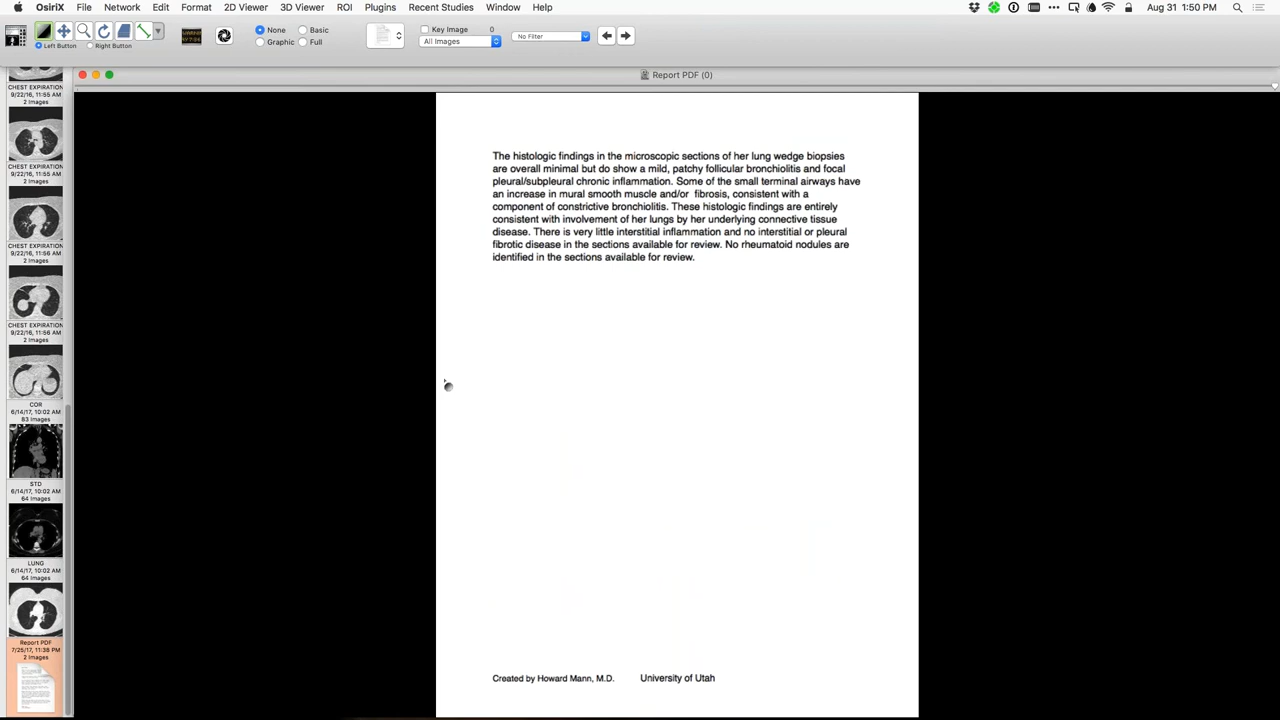 OsiriX File Network Edit Format 2D Viewer 3D Viewer ROI Plugins Recent Studies Window Help Aug 31 1:50 PM
None Basic
Graphic Full
Key Image 0
All Images
No Filter
Left Button Right Button
Report PDF (0)
CHEST EXPIRATION
9/22/16, 11:55 AM
2 Images
CHEST EXPIRATION
9/22/16, 11:55 AM
2 Images
CHEST EXPIRATION
9/22/16, 11:56 AM
2 Images
CHEST EXPIRATION
9/22/16, 11:56 AM
2 Images
COR
6/14/17, 10:02 AM
83 Images
STD
6/14/17, 10:02 AM
64 Images
LUNG
6/14/17, 10:02 AM
64 Images
Report PDF
7/25/17, 11:38 PM
2 Images
The histologic findings in the microscopic sections of her lung wedge biopsies
are overall minimal but do show a mild, patchy follicular bronchiolitis and focal
pleural/subpleural chronic inflammation. Some of the small terminal airways have
an increase in mural smooth muscle and/or fibrosis, consistent with a
component of constrictive bronchiolitis. These histologic findings are entirely
consistent with involvement of her lungs by her underlying connective tissue
disease. There is very little interstitial inflammation and no interstitial or pleural
fibrotic disease in the sections available for review. No rheumatoid nodules are
identified in the sections available for review.
Created by Howard Mann, M.D. University of Utah